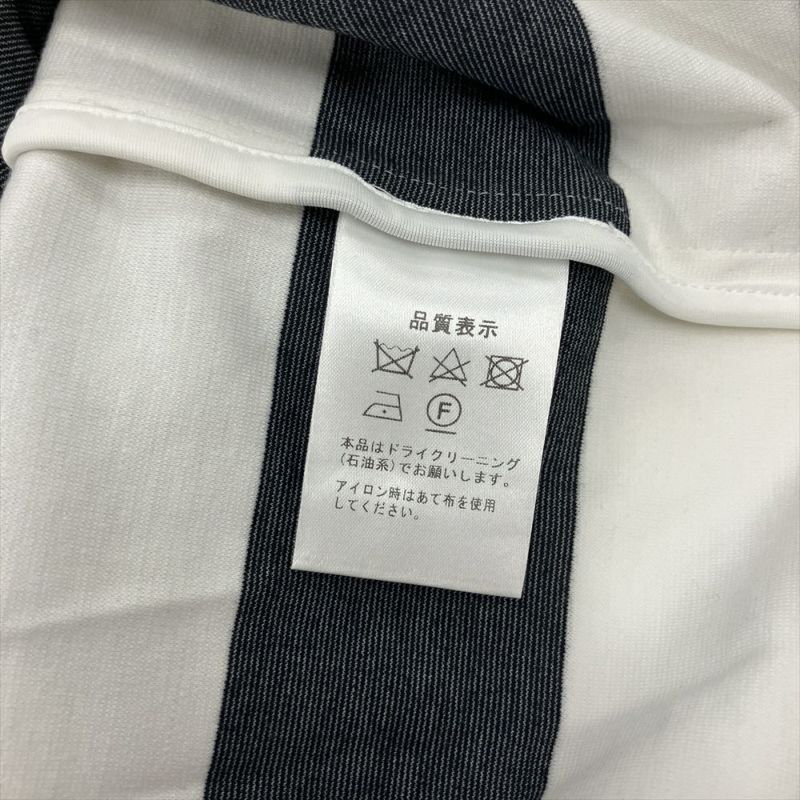 品質表示
F
本品はドライクリーニング
(石油系)でお願いします。
アイロン時はあて布を使用
してください。